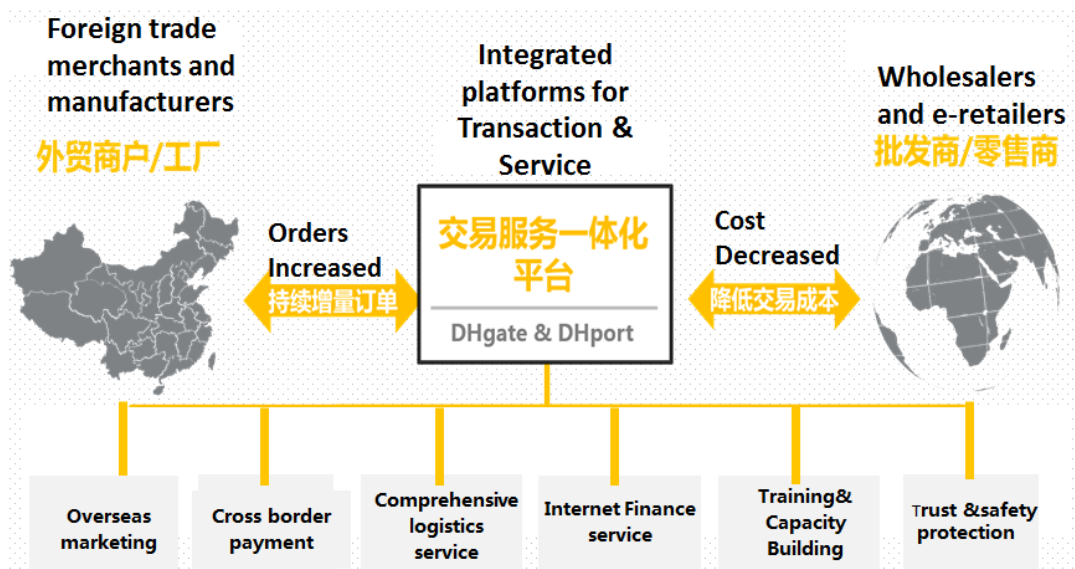 Foreign trade
merchants and
manufacturers
外贸商户/工厂
Integrated
platforms for
Transaction &
Service
Wholesalers
and e-retailers
批发商/零售商
Orders
Increased
持续增量订单
交易服务一体化
平台
DHgate & DHport
Cost
Decreased
降低交易成本
Overseas
marketing
Cross border
payment
Comprehensive
logistics
service
Internet Finance
service
Training&
Capacity
Building
Trust &safety
protection